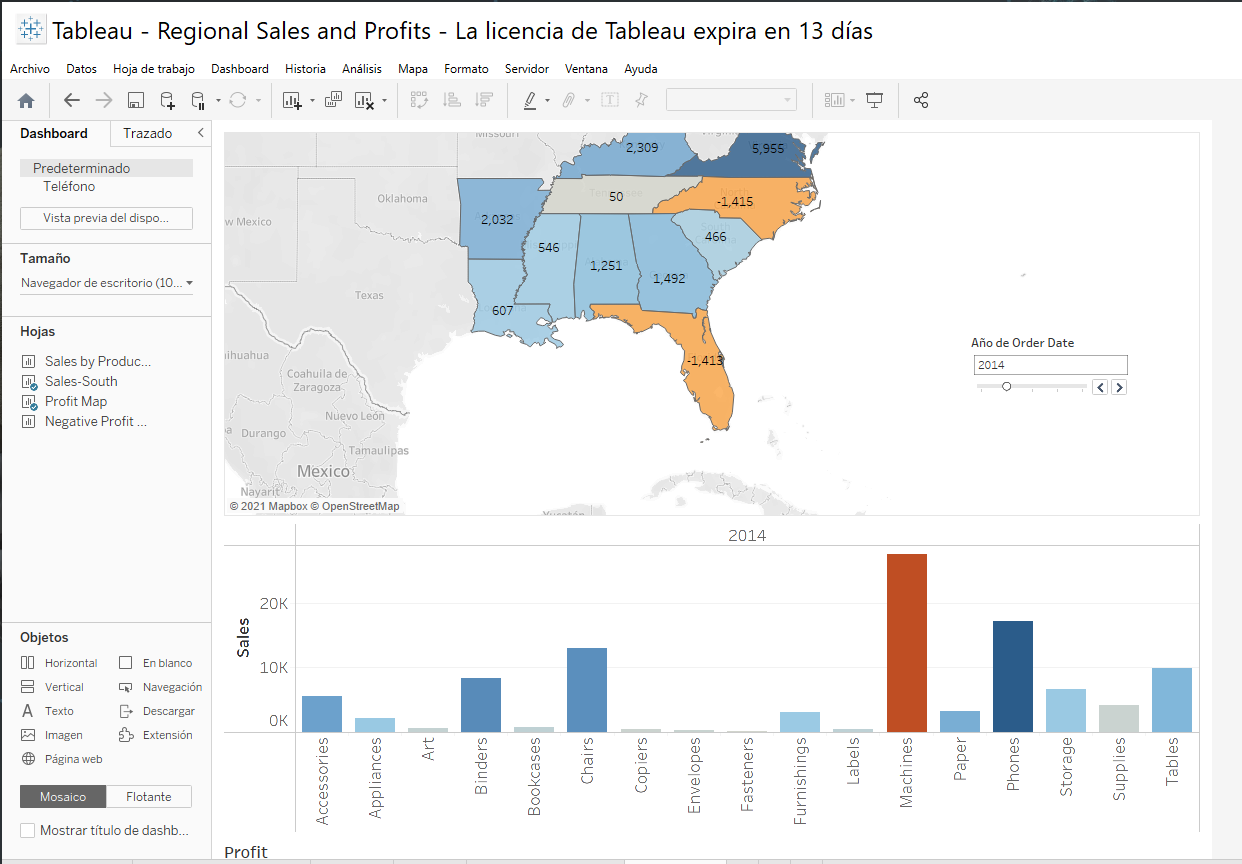 Tableau - Regional Sales and Profits - La licencia de Tableau expira en 13 días
Archivo Datos Hoja de trabajo Dashboard Historia Análisis Mapa Formato Servidor Ventana Ayuda
Dashboard Trazado
Predeterminado
Teléfono
Vista previa del dispo...
Tamaño
Navegador de escritorio (10...
Hojas
Sales by Produc...
Sales-South
Profit Map
Negative Profit ...
Objetos
Horizontal En blanco
Vertical Navegación
Texto Descargar
Imagen Extensión
Página web
Mosaico Flotante
Mostrar título de dashb...
Missouri
2,309
5,955
Oklahoma
Tennessee
50
North
-1,415
w Mexico
2,032
546
South
466
1,251
1,492
Texas
607
ihuahua
Coahuila de
Zaragoza
-1,413
Nuevo León
Durango
Tamaulipas
Mexico
Nayarit
Yucatán
© 2021 Mapbox © OpenStreetMap
Año de Order Date
2014
2014
Sales
20K
10K
0K
Accessories
Appliances
Art
Binders
Bookcases
Chairs
Copiers
Envelopes
Fasteners
Furnishings
Labels
Machines
Paper
Phones
Storage
Supplies
Tables
Profit